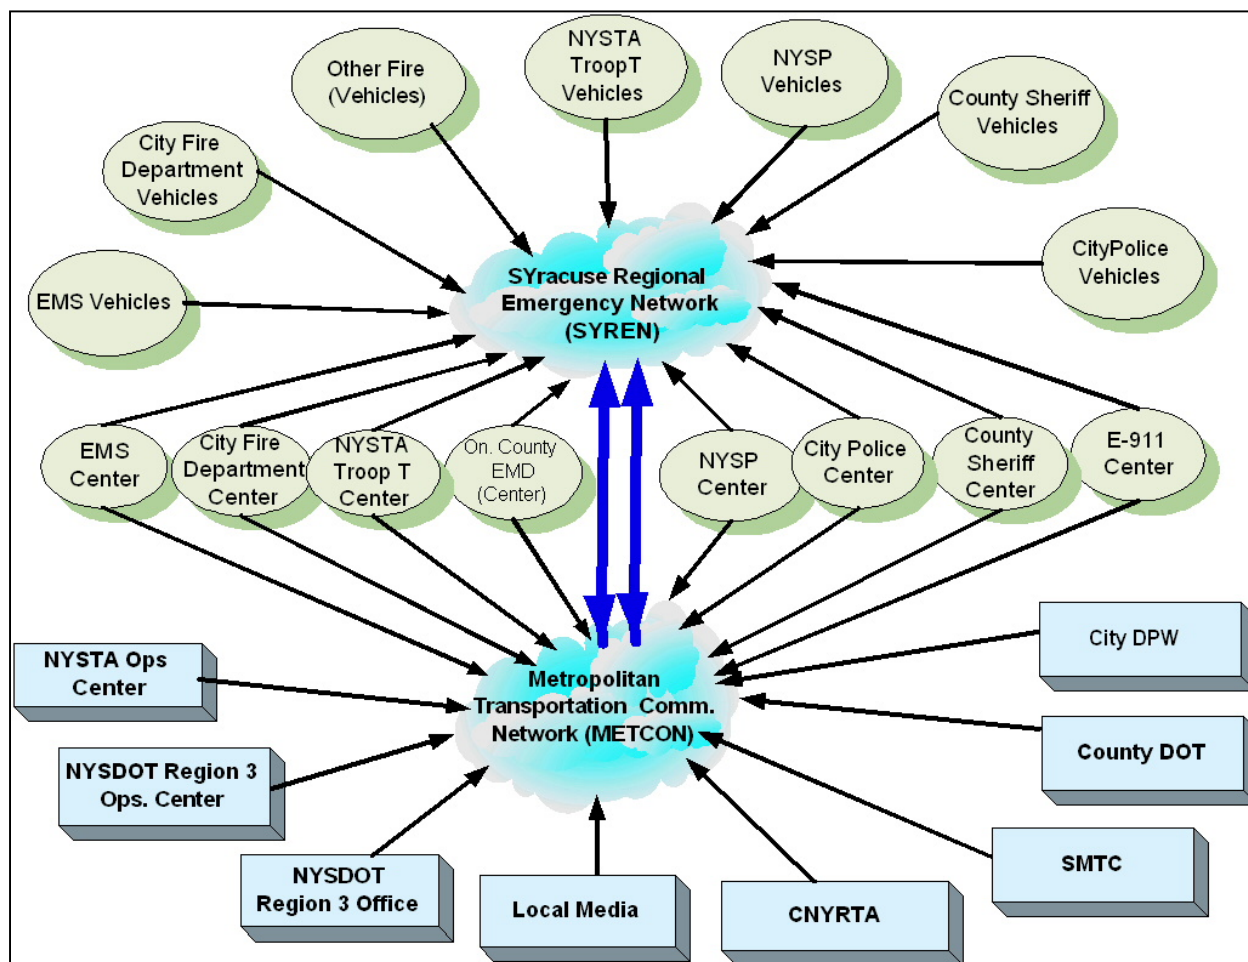 NYSTA
TroopT
Vehicles
Other Fire
(Vehicles)
NYSP
Vehicles
County Sheriff
Vehicles
City Fire
Department
Vehicles
CityPolice
Vehicles
EMS Vehicles
SYracuse Regional
Emergency Network
(SYREN)
EMS
Center
City Fire
Department
Center
NYSTA
Troop T
Center
On. County
EMD
(Center)
NYSP
Center
City Police
Center
County
Sheriff
Center
E-911
Center
NYSTA Ops
Center
City DPW
Metropolitan
Transportation Comm.
Network (METCON)
NYSDOT Region 3
Ops. Center
County DOT
NYSDOT
Region 3 Office
Local Media
CNYRTA
SMTC